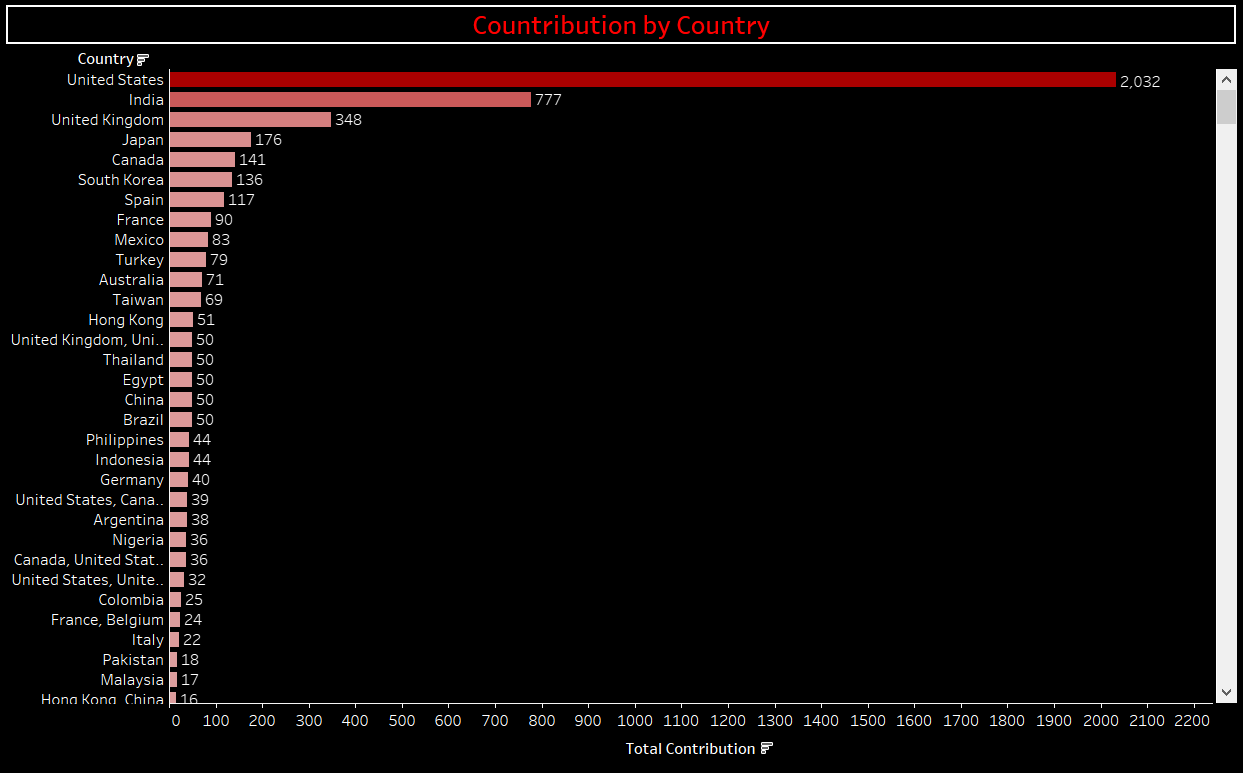 Countribution by Country
Country
United States 2,032
India 777
United Kingdom 348
Japan 176
Canada 141
South Korea 136
Spain 117
France 90
Mexico 83
Turkey 79
Australia 71
Taiwan 69
Hong Kong 51
United Kingdom, Uni.. 50
Thailand 50
Egypt 50
China 50
Brazil 50
Philippines 44
Indonesia 44
Germany 40
United States, Cana.. 39
Argentina 38
Nigeria 36
Canada, United Stat.. 36
United States, Unite.. 32
Colombia 25
France, Belgium 24
Italy 22
Pakistan 18
Malaysia 17
Hong Kong, China 16
0 100 200 300 400 500 600 700 800 900 1000 1100 1200 1300 1400 1500 1600 1700 1800 1900 2000 2100 2200
Total Contribution